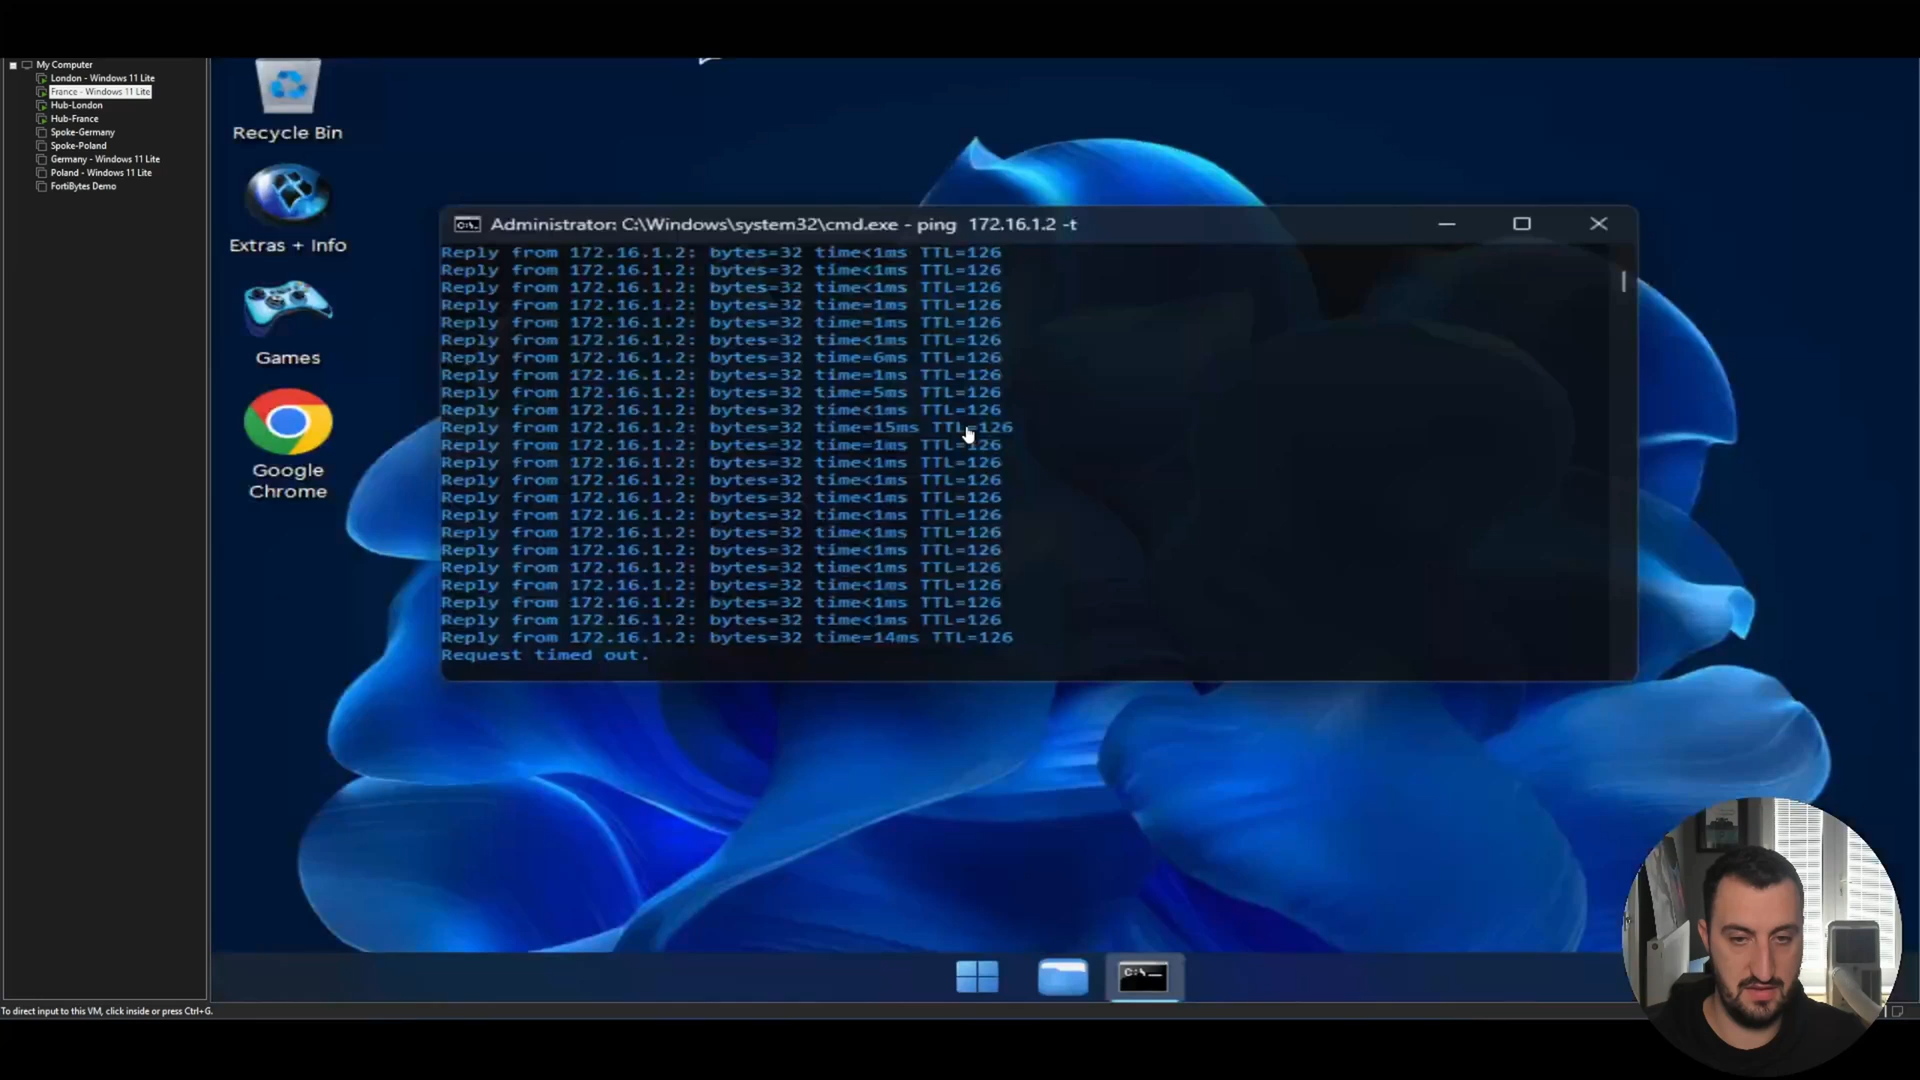 My Computer
London - Windows 11 Lite
France - Windows 11 Lite
Hub-London
Hub-France
Spoke-Germany
Spoke-Poland
Germany - Windows 11 Lite
Poland - Windows 11 Lite
FortiBytes Demo
Recycle Bin
Extras + Info
Games
Google
Chrome
Administrator: C:\Windows\system32\cmd.exe - ping 172.16.1.2 -t
Reply from 172.16.1.2: bytes=32 time<1ms TTL=126
Reply from 172.16.1.2: bytes=32 time<1ms TTL=126
Reply from 172.16.1.2: bytes=32 time<1ms TTL=126
Reply from 172.16.1.2: bytes=32 time=1ms TTL=126
Reply from 172.16.1.2: bytes=32 time=1ms TTL=126
Reply from 172.16.1.2: bytes=32 time<1ms TTL=126
Reply from 172.16.1.2: bytes=32 time=6ms TTL=126
Reply from 172.16.1.2: bytes=32 time=1ms TTL=126
Reply from 172.16.1.2: bytes=32 time=5ms TTL=126
Reply from 172.16.1.2: bytes=32 time<1ms TTL=126
Reply from 172.16.1.2: bytes=32 time=15ms TTL=126
Reply from 172.16.1.2: bytes=32 time=1ms TTL=126
Reply from 172.16.1.2: bytes=32 time<1ms TTL=126
Reply from 172.16.1.2: bytes=32 time<1ms TTL=126
Reply from 172.16.1.2: bytes=32 time<1ms TTL=126
Reply from 172.16.1.2: bytes=32 time<1ms TTL=126
Reply from 172.16.1.2: bytes=32 time<1ms TTL=126
Reply from 172.16.1.2: bytes=32 time<1ms TTL=126
Reply from 172.16.1.2: bytes=32 time<1ms TTL=126
Reply from 172.16.1.2: bytes=32 time<1ms TTL=126
Reply from 172.16.1.2: bytes=32 time<1ms TTL=126
Reply from 172.16.1.2: bytes=32 time<1ms TTL=126
Reply from 172.16.1.2: bytes=32 time=14ms TTL=126
Request timed out.
To direct input to this VM, click inside or press Ctrl+G.